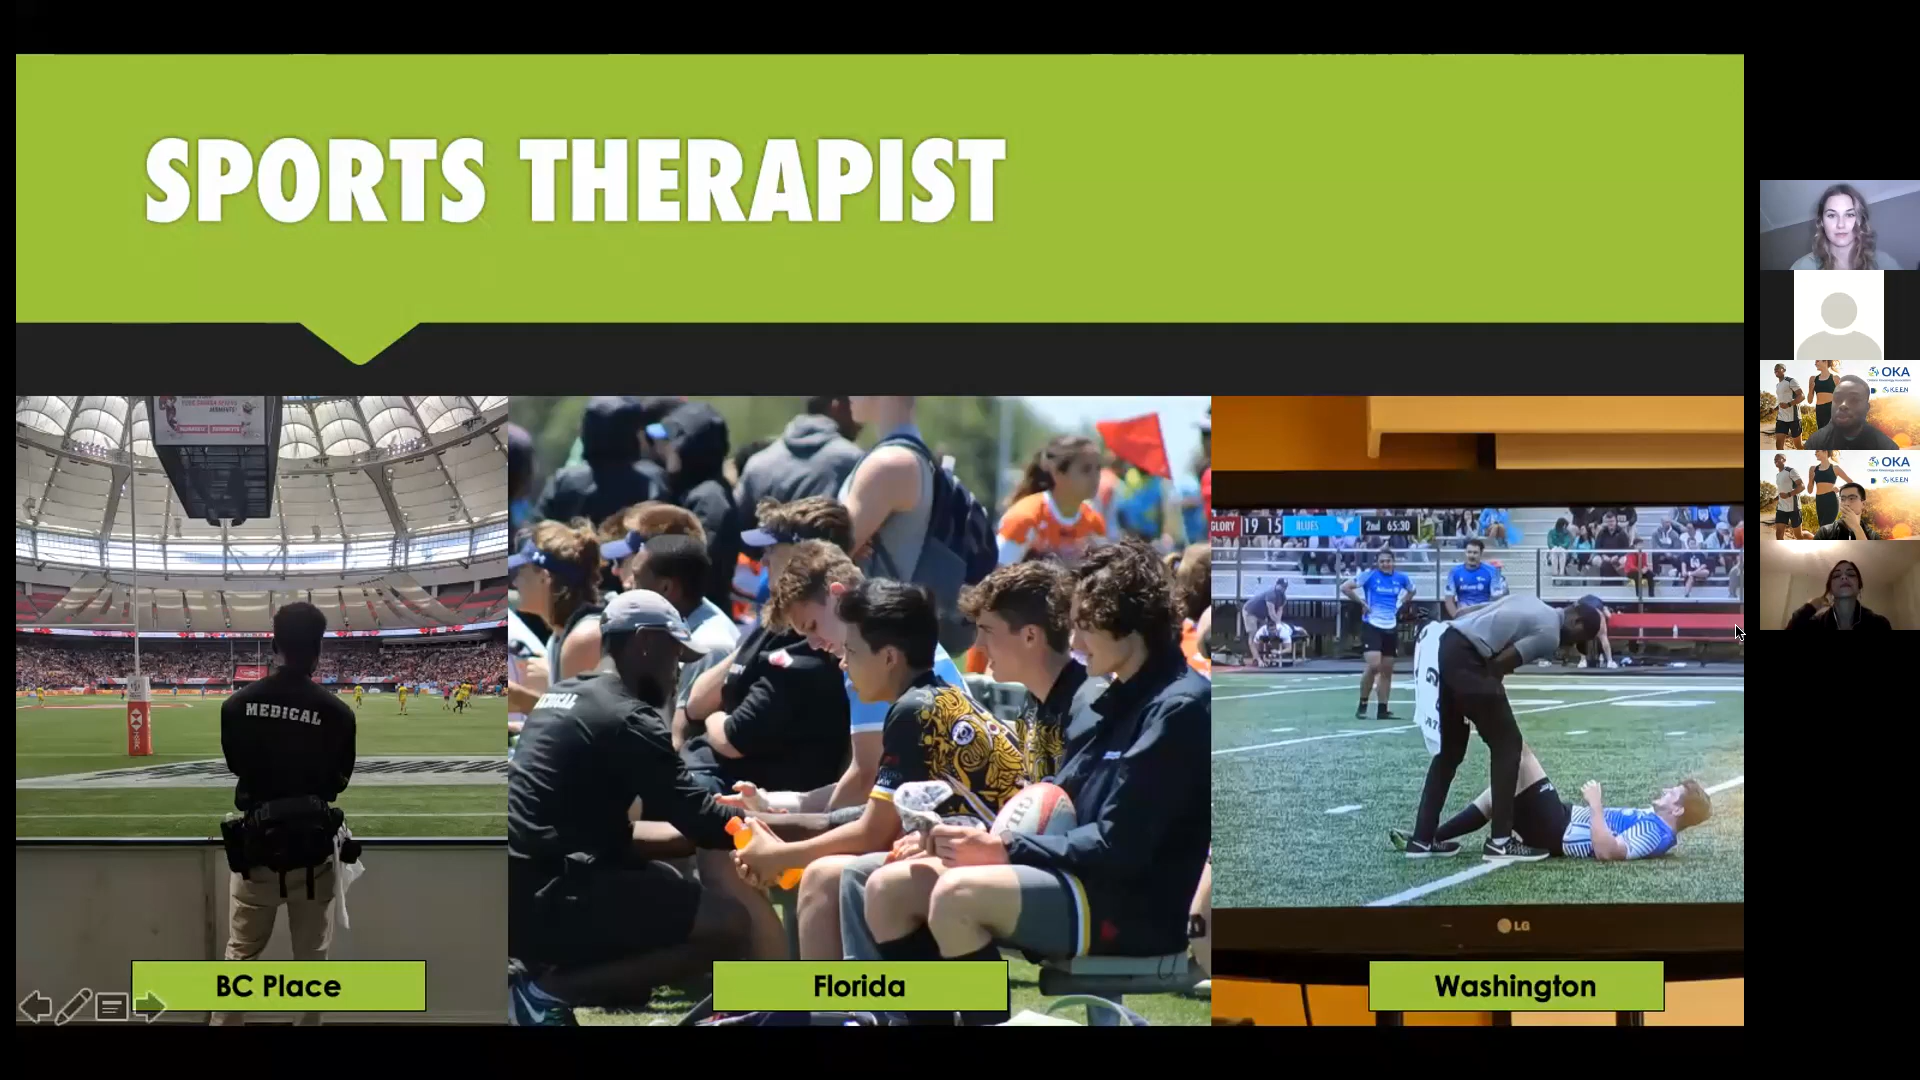 SPORTS THERAPIST
MEDICAL
BC Place
Florida
GLORY 19 15 BLUES 2nd 65:30
LG
Washington
OKA
KEEN
OKA
KEEN